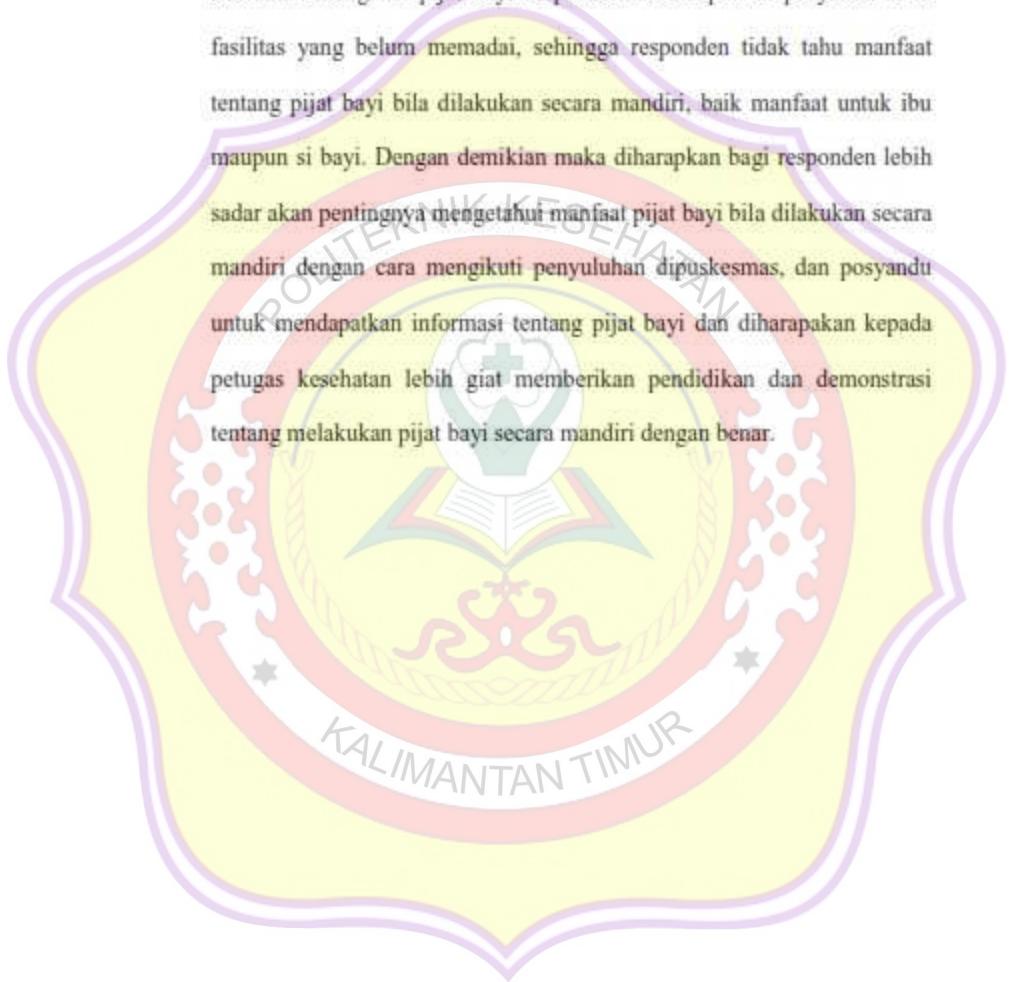 fasilitas yang belum memadai, sehingga responden tidak tahu manfaat
tentang pijat bayi bila dilakukan secara mandiri, baik manfaat untuk ibu
maupun si bayi. Dengan demikian maka diharapkan bagi responden lebih
sadar akan pentingnya mengetahui manfaat pijat bayi bila dilakukan secara
mandiri dengan cara mengikuti penyuluhan dipuskesmas, dan posyandu
untuk mendapatkan informasi tentang pijat bayi dan diharapakan kepada
petugas kesehatan lebih giat memberikan pendidikan dan demonstrasi
tentang melakukan pijat bayi secara mandiri dengan benar.
POLITEKNIK KESEHATAN
KALIMANTAN TIMUR